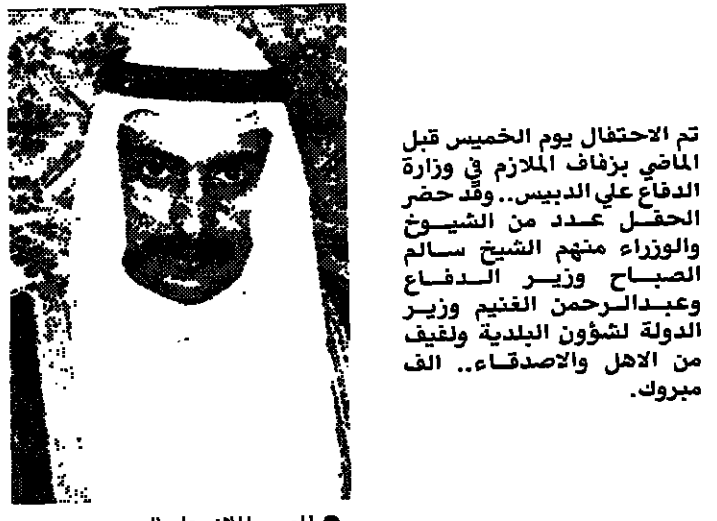 تم الاحتفال يوم الخميس قبل
الماضي بزفاف الملازم في وزارة
الدفاع علي الدبيس.. وقد حضر
الحفل عدد من الشيوخ
والوزراء منهم الشيخ سالم
الصباح وزير الدفاع
وعبدالرحمن الغنيم وزير
الدولة لشؤون البلدية ولفيف
من الاهل والاصدقاء.. الف
مبروك.